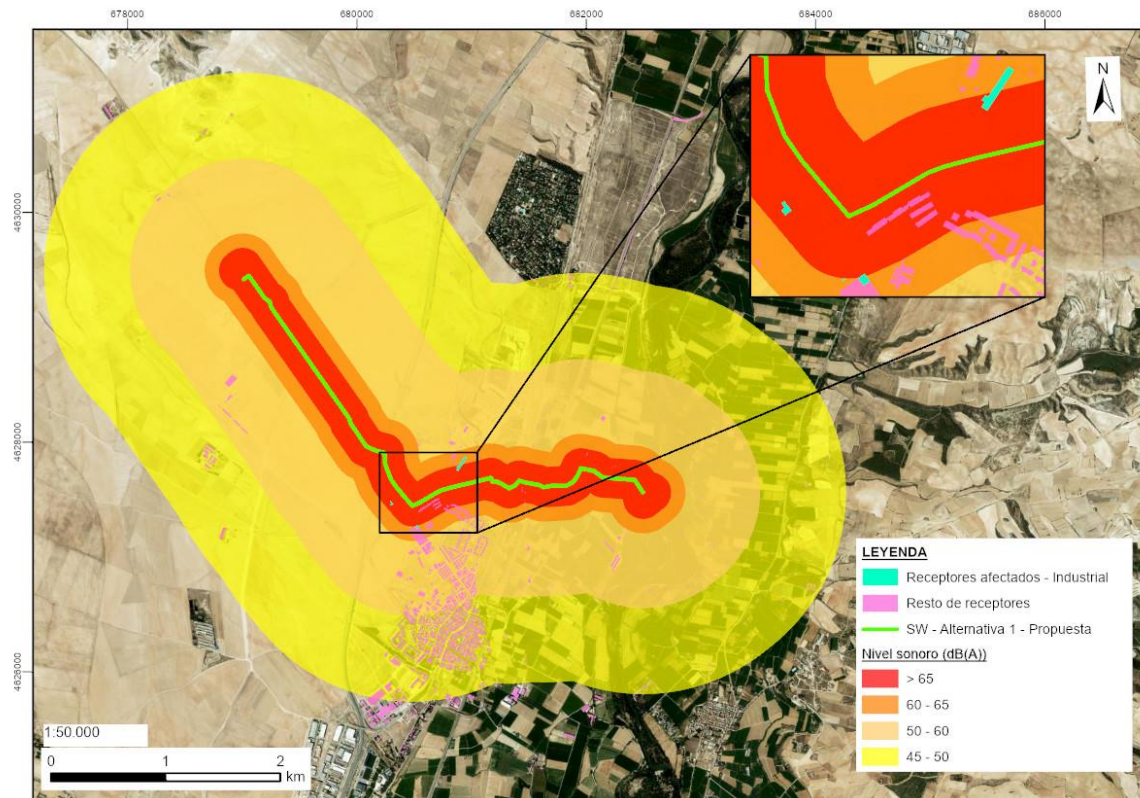 678000
680000
682000
684000
686000
4630000
4628000
4626000
N
1:50.000
0 1 2
km
LEYENDA
Receptores afectados - Industrial
Resto de receptores
SW - Alternativa 1 - Propuesta
Nivel sonoro (dB(A))
> 65
60 - 65
50 - 60
45 - 50